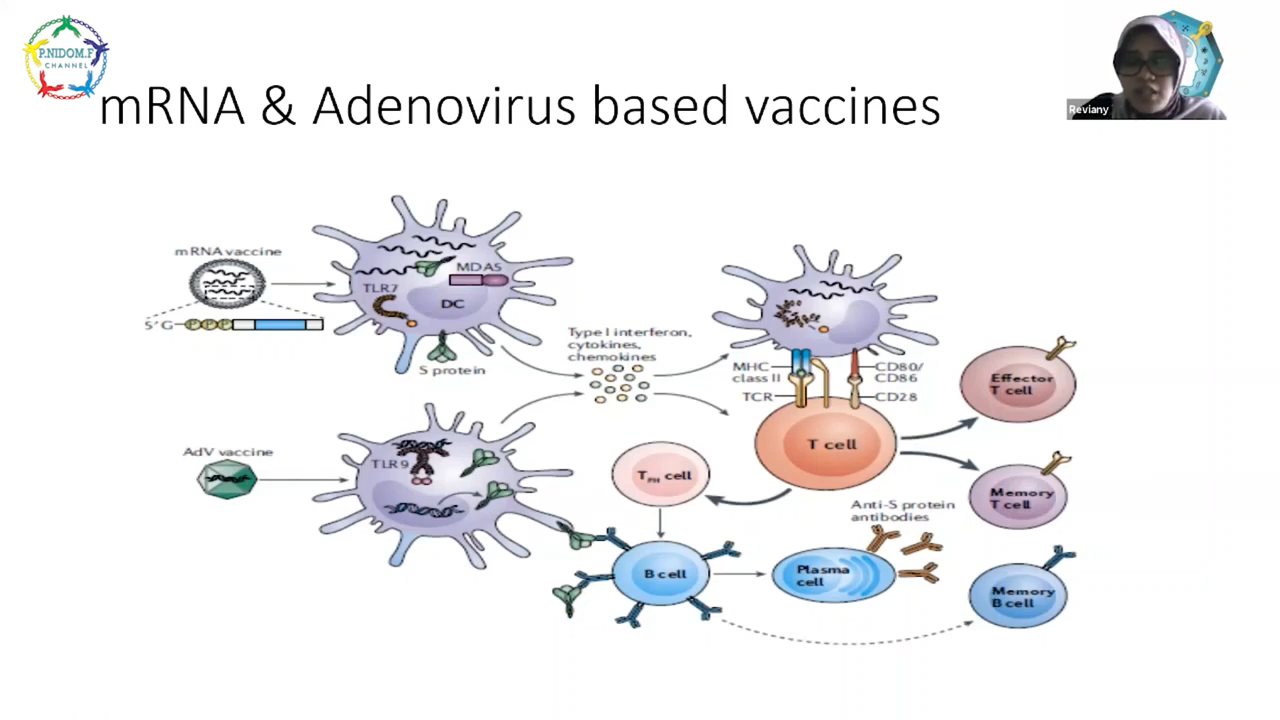 P.NIDOM.F
CHANNEL
Reviany
mRNA & Adenovirus based vaccines
mRNA vaccine
5' G P P P
TLR7
MDA5
DC
S protein
Type I interferon,
cytokines,
chemokines
MHC
class II
TCR
CD80/
CD86
CD28
T cell
Effector
T cell
Memory
T cell
AdV vaccine
TLR9
TFH cell
B cell
Plasma
cell
Anti-S protein
antibodies
Memory
B cell